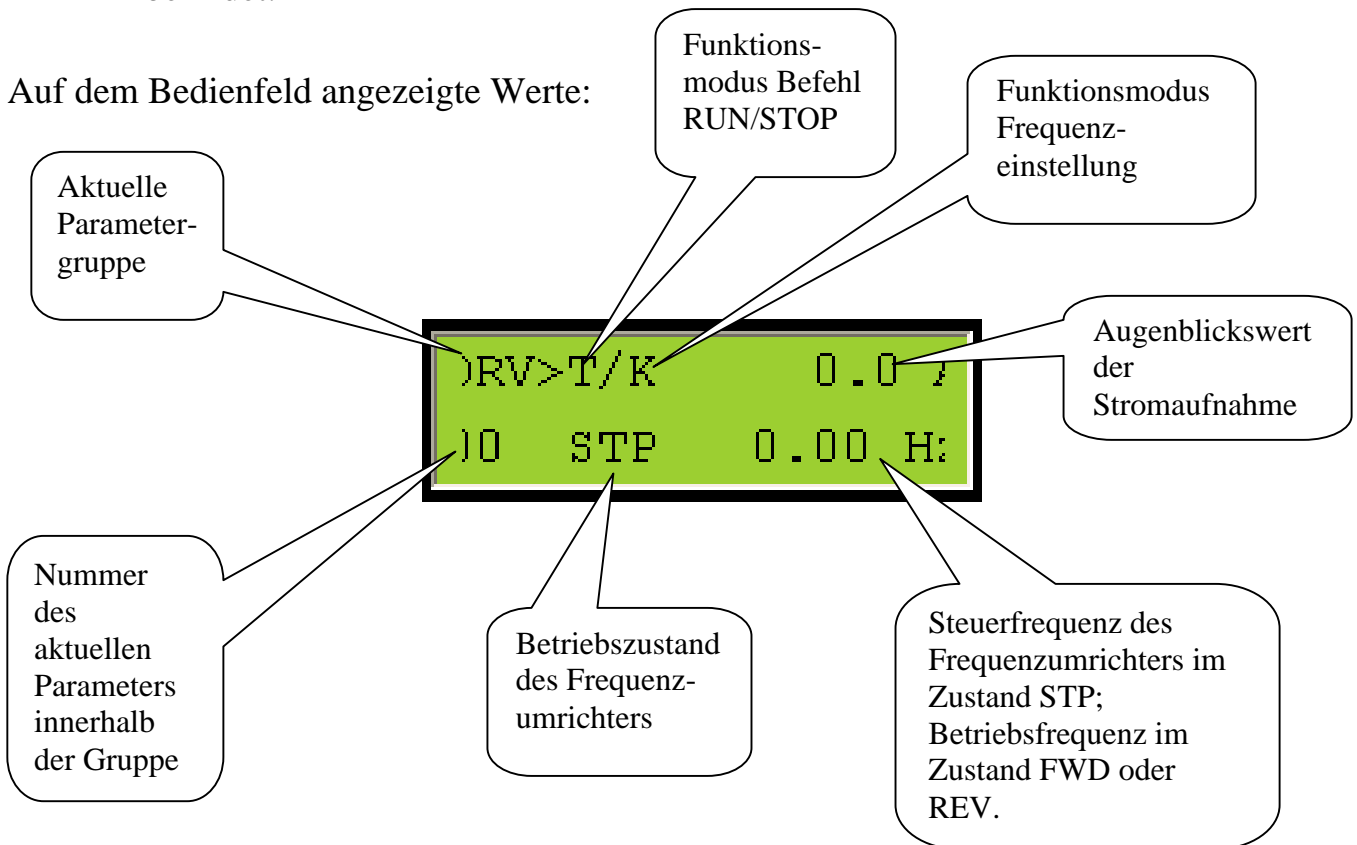 Auf dem Bedienfeld angezeigte Werte:
Funktions-
modus Befehl
RUN/STOP
Funktionsmodus
Frequenz-
einstellung
Aktuelle
Parameter-
gruppe
Augenblickswert
der
Stromaufnahme
RV>T/K 0.0
0 STP 0.00 H
Nummer
des
aktuellen
Parameters
innerhalb
der Gruppe
Betriebszustand
des Frequenz-
umrichters
Steuerfrequenz des
Frequenzumrichters im
Zustand STP;
Betriebsfrequenz im
Zustand FWD oder
REV.